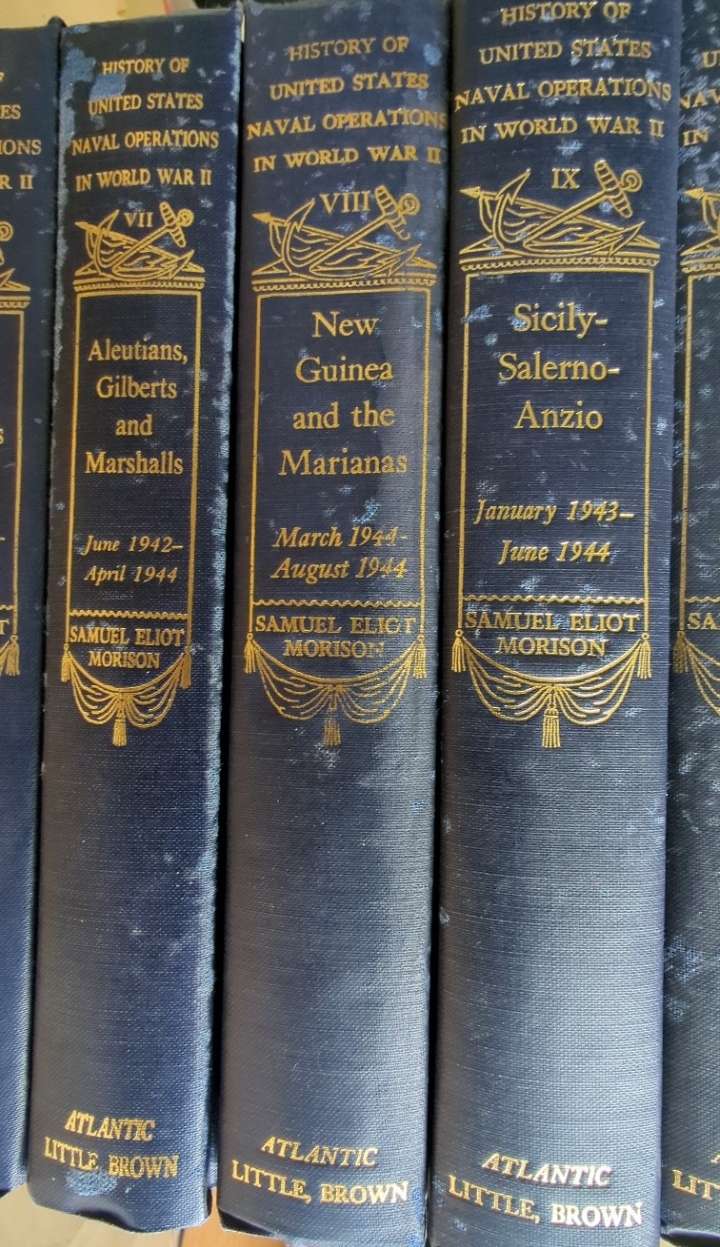 HISTORY OF
UNITED STATES
NAVAL OPERATIONS
IN WORLD WAR II
VII
Aleutians,
Gilberts
and
Marshalls
June 1942–
April 1944
SAMUEL ELIOT
MORISON
ATLANTIC
LITTLE, BROWN
HISTORY OF
UNITED STATES
NAVAL OPERATIONS
IN WORLD WAR II
VIII
New
Guinea
and the
Marianas
March 1944-
August 1944
SAMUEL ELIOT
MORISON
ATLANTIC
LITTLE, BROWN
HISTORY OF
UNITED STATES
NAVAL OPERATIONS
IN WORLD WAR II
IX
Sicily-
Salerno-
Anzio
January 1943–
June 1944
SAMUEL ELIOT
MORISON
ATLANTIC
LITTLE, BROWN